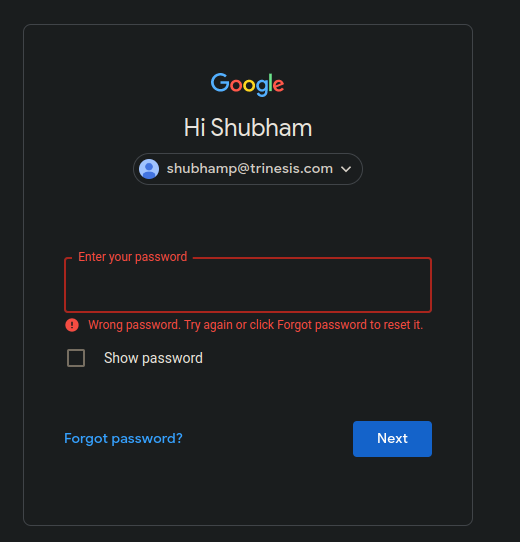 Google
Hi Shubham
shubhamp@trinesis.com
Enter your password
Wrong password. Try again or click Forgot password to reset it.
Show password
Forgot password?
Next